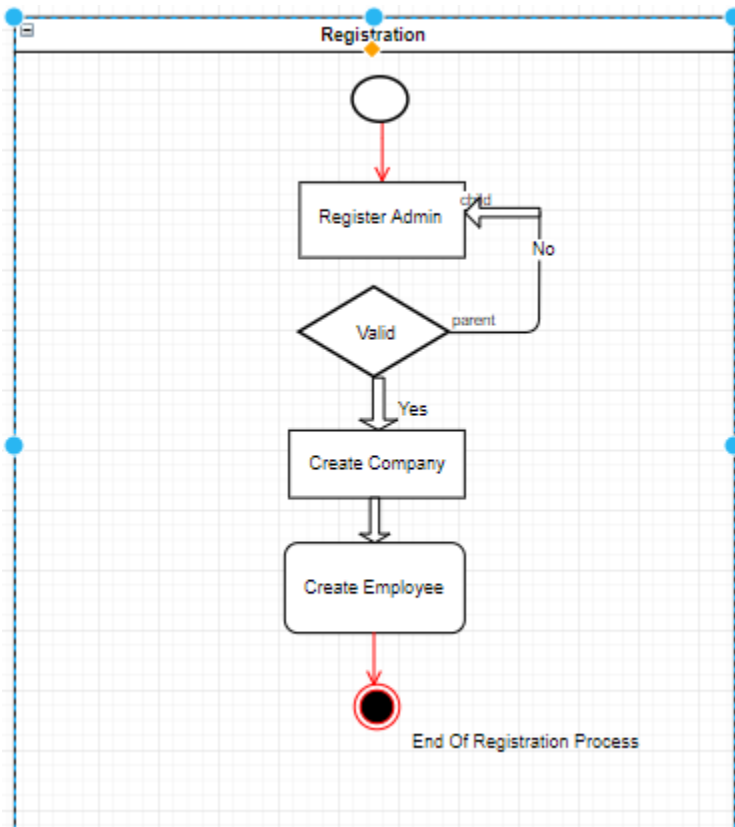 Registration
Register Admin
child
No
Valid
parent
Yes
Create Company
Create Employee
End Of Registration Process